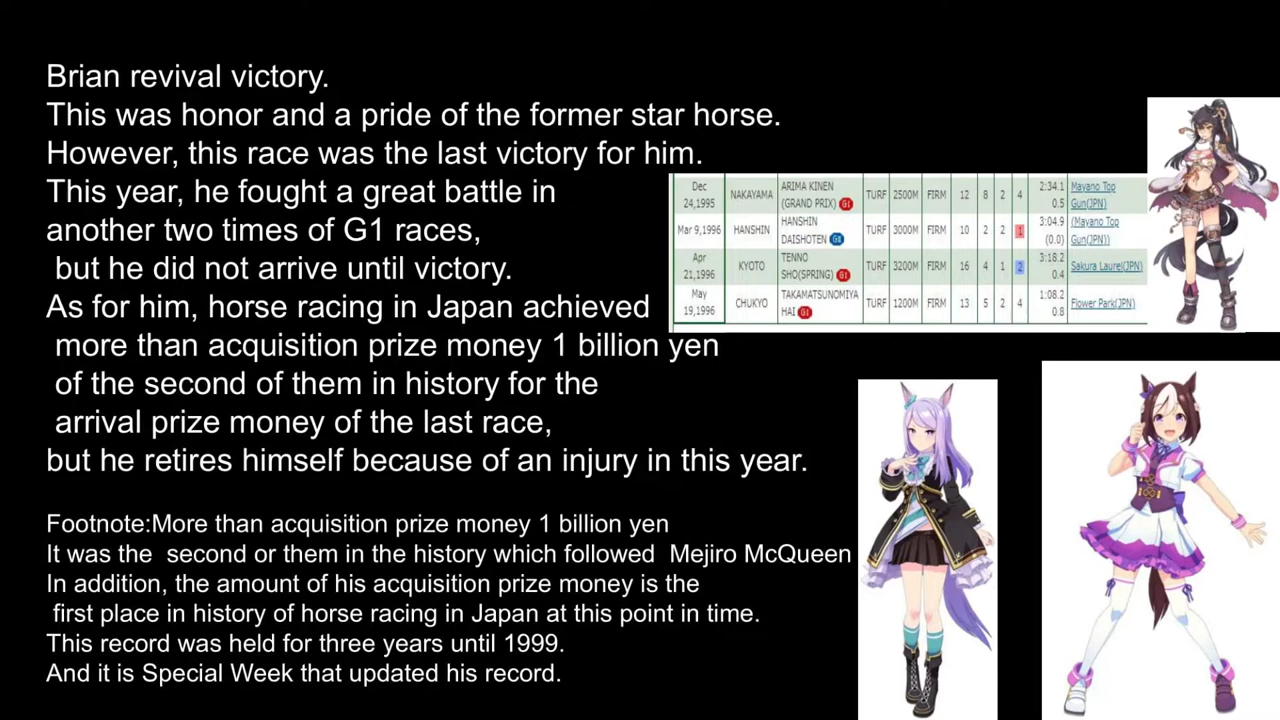 Brian revival victory.
This was honor and a pride of the former star horse.
However, this race was the last victory for him.
This year, he fought a great battle in
another two times of G1 races,
but he did not arrive until victory.
As for him, horse racing in Japan achieved
more than acquisition prize money 1 billion yen
of the second of them in history for the
arrival prize money of the last race,
but he retires himself because of an injury in this year.
Dec 24,1995 NAKAYAMA ARIMA KINEN (GRAND PRIX) G1 TURF 2500M FIRM 12 8 2 4 2:34.1 0.5 Mayano Top Gun(JPN)
Mar 9,1996 HANSHIN HANSHIN DAISHOTEN TURF 3000M FIRM 10 2 2 1 3:04.9 (0.0) (Mayano Top Gun(JPN))
Apr 21,1996 KYOTO TENNO SHO(SPRING) G1 TURF 3200M FIRM 16 4 1 2 3:18.2 0.4 Sakura Laurel(JPN)
May 19,1996 CHUKYO TAKAMATSUNOMIYA HAI G1 TURF 1200M FIRM 13 5 2 4 1:08.2 0.8 Flower Park(JPN)
Footnote:More than acquisition prize money 1 billion yen
It was the second or them in the history which followed Mejiro McQueen
In addition, the amount of his acquisition prize money is the
first place in history of horse racing in Japan at this point in time.
This record was held for three years until 1999.
And it is Special Week that updated his record.